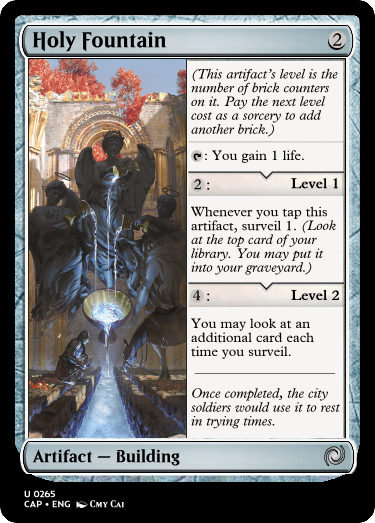 Holy Fountain 2
(This artifact's level is the
number of brick counters
on it. Pay the next level
cost as a sorcery to add
another brick.)
: You gain 1 life.
2 : Level 1
Whenever you tap this
artifact, surveil 1. (Look
at the top card of your
library. You may put it
into your graveyard.)
4 : Level 2
You may look at an
additional card each
time you surveil.
Once completed, the city
soldiers would use it to rest
in trying times.
Artifact — Building
U 0265
CAP • ENG Cmy Cai